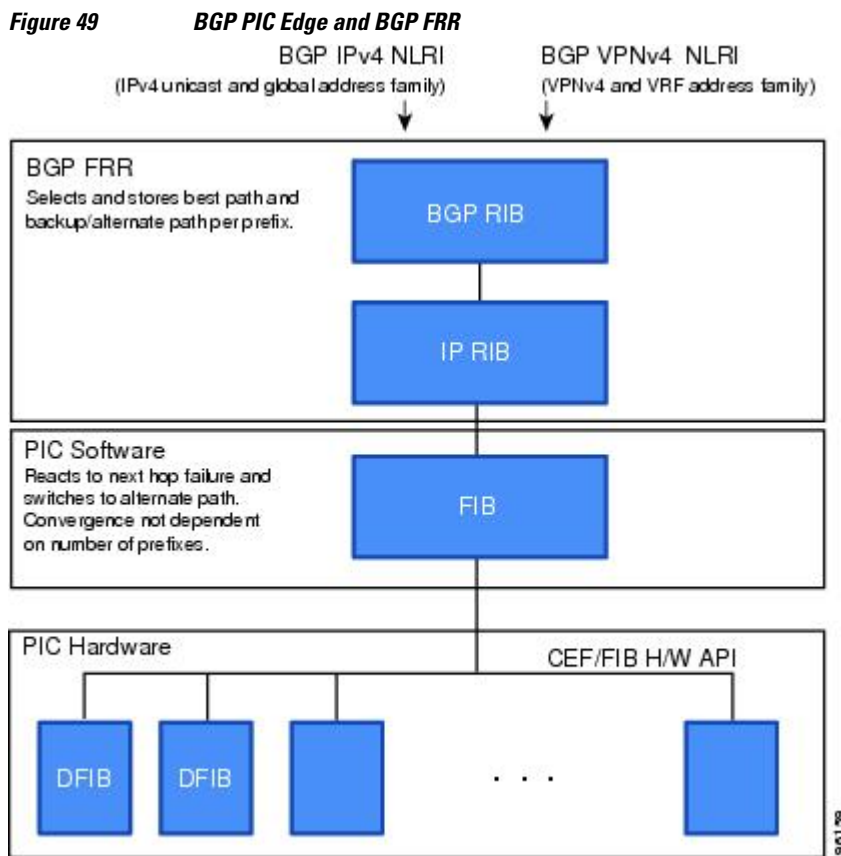 Figure 49 BGP PIC Edge and BGP FRR
BGP IPv4 NLRI
(IPv4 unicast and global address family)
BGP VPNv4 NLRI
(VPNv4 and VRF address family)
BGP FRR
Selects and stores best path and
backup/alternate path per prefix.
BGP RIB
IP RIB
PIC Software
Reacts to next hop failure and
switches to alternate path.
Convergence not dependent
on number of prefixes.
FIB
PIC Hardware
CEF/FIB H/W API
DFIB
DFIB
. . .